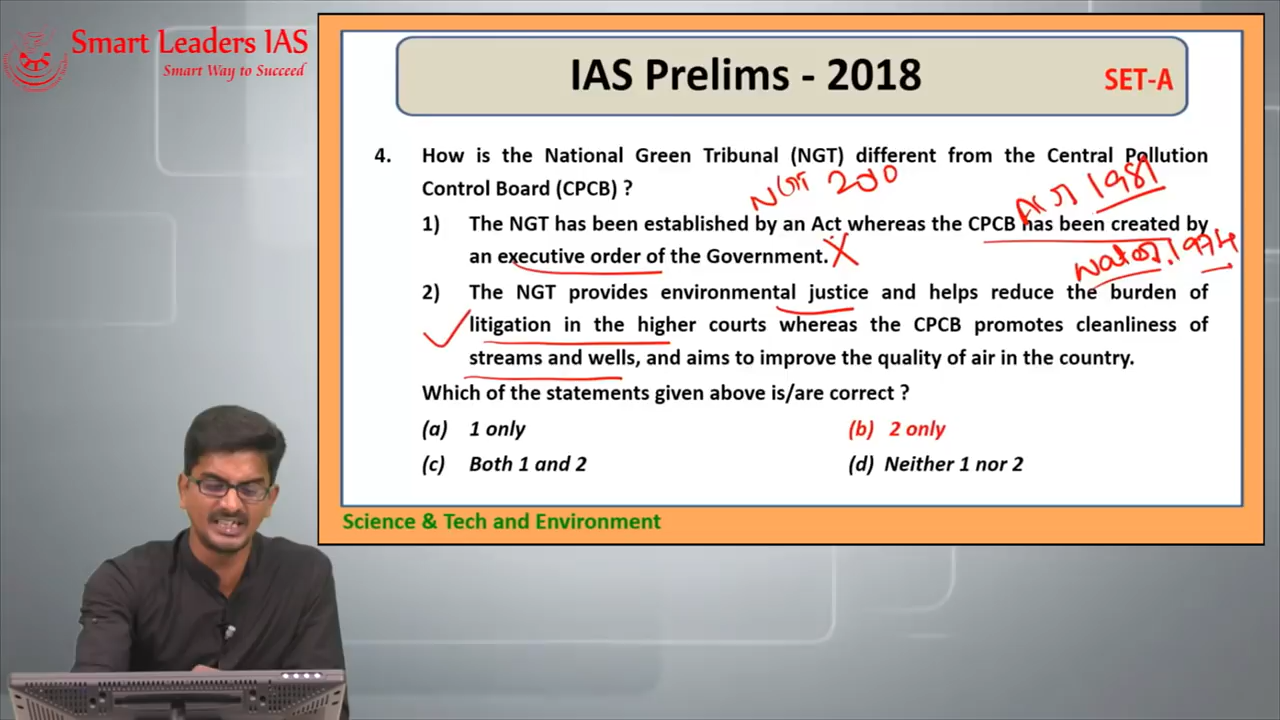 Smart Leaders IAS
Smart Way to Succeed
IAS Prelims - 2018
SET-A
4. How is the National Green Tribunal (NGT) different from the Central Pollution
Control Board (CPCB) ?
NGT 2010
Air 1981
1) The NGT has been established by an Act whereas the CPCB has been created by
an executive order of the Government.
Water 1974
2) The NGT provides environmental justice and helps reduce the burden of
litigation in the higher courts whereas the CPCB promotes cleanliness of
streams and wells, and aims to improve the quality of air in the country.
Which of the statements given above is/are correct ?
(a) 1 only
(b) 2 only
(c) Both 1 and 2
(d) Neither 1 nor 2
Science & Tech and Environment